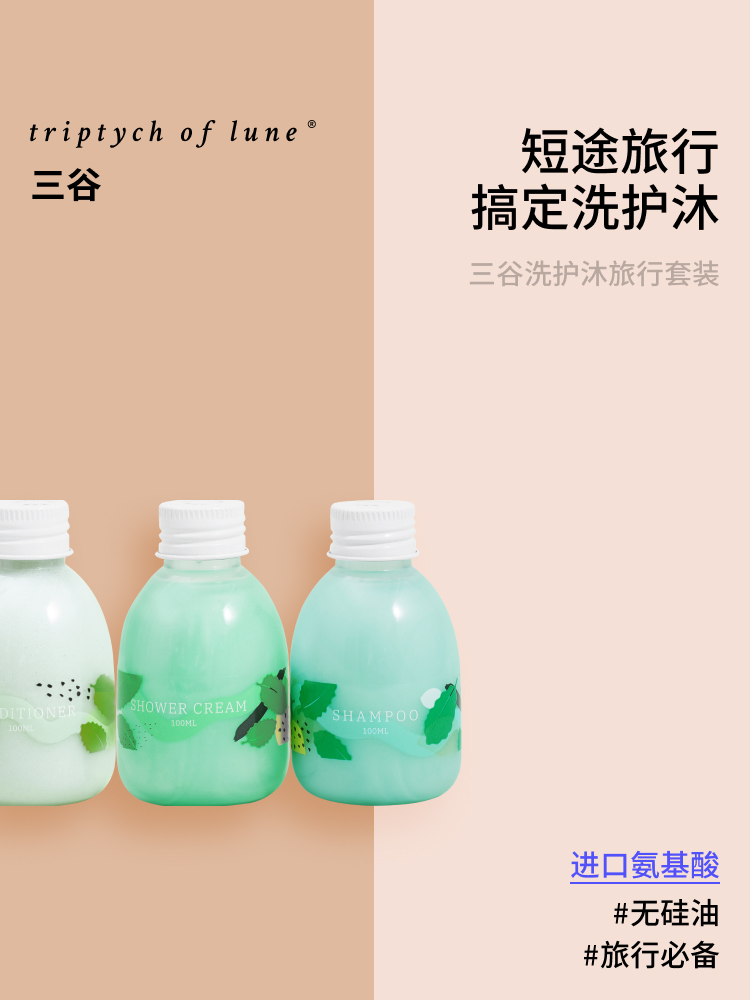 triptych of lune®
三谷
短途旅行
搞定洗护沐
三谷洗护沐旅行套装
DITIONER
100ML
SHOWER CREAM
100ML
SHAMPOO
100ML
进口氨基酸
#无硅油
#旅行必备